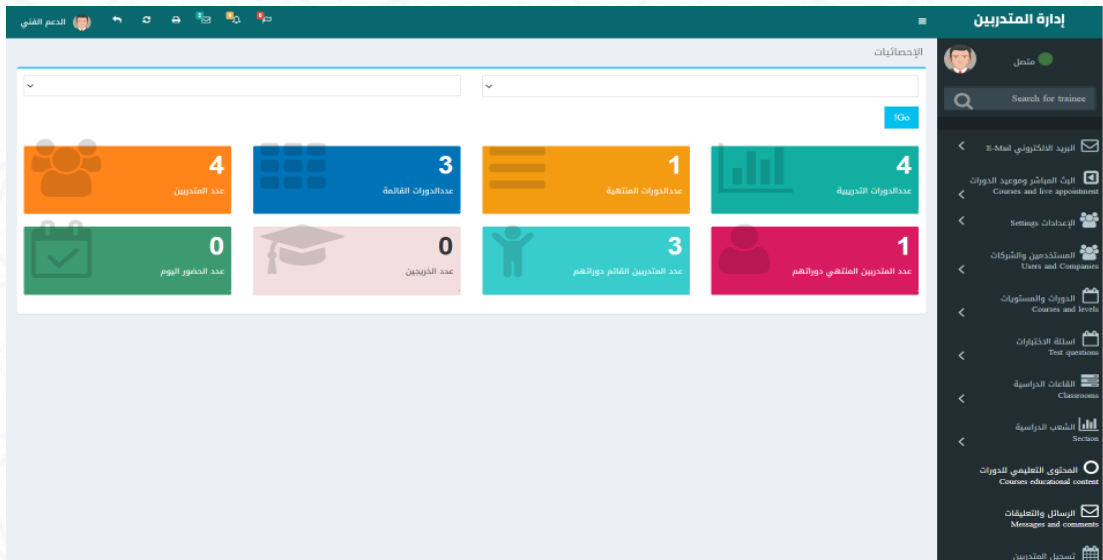 إدارة المتدربين
الدعم الفني
متصل
Search for trainee
البريد الالكتروني E-Mail
البث المباشر وموعيد الدورات
Courses and live appointment
الإعدادات Settings
المستخدمين والشركات
Users and Companies
الدورات والمستويات
Courses and levels
اسئلة الاختبارات
Test questions
القاعات الدراسية
Classrooms
الشعب الدراسية
Section
المحتوى التعليمي للدورات
Courses educational content
الرسائل والتعليقات
Messages and comments
تسجيل المتدربين
الإحصائيات
!Go
4
عددالدورات التدريبية
1
عددالدورات المنتهية
3
عددالدورات القائمة
4
عدد المتدربين
1
عدد المتدربين المنتهي دوراتهم
3
عدد المتدربين القائم دوراتهم
0
عدد الخريجين
0
عدد الحضور اليوم